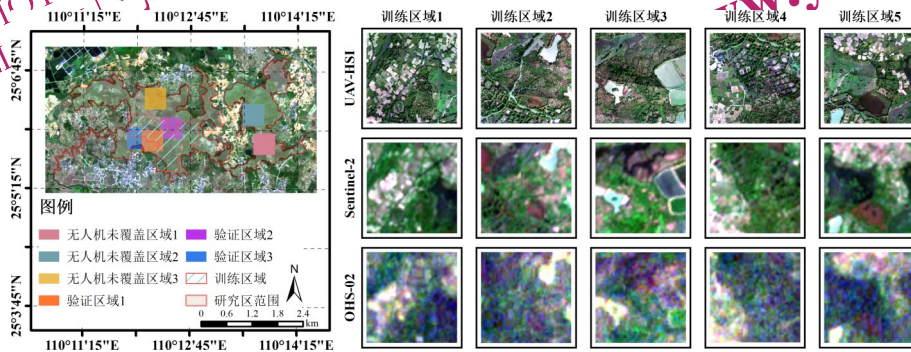 110°11'15"E 110°12'45"E 110°14'15"E
25°6'45"N
25°5'15"N
25°3'45"N
图例
无人机未覆盖区域1 验证区域2
无人机未覆盖区域2 验证区域3
无人机未覆盖区域3 训练区域
验证区域1 研究区范围
N
0 0.6 1.2 1.8 2.4
km
110°11'15"E 110°12'45"E 110°14'15"E
训练区域1 训练区域2 训练区域3 训练区域4 训练区域5
UAV-HSI
Sentinel-2
OHS-02